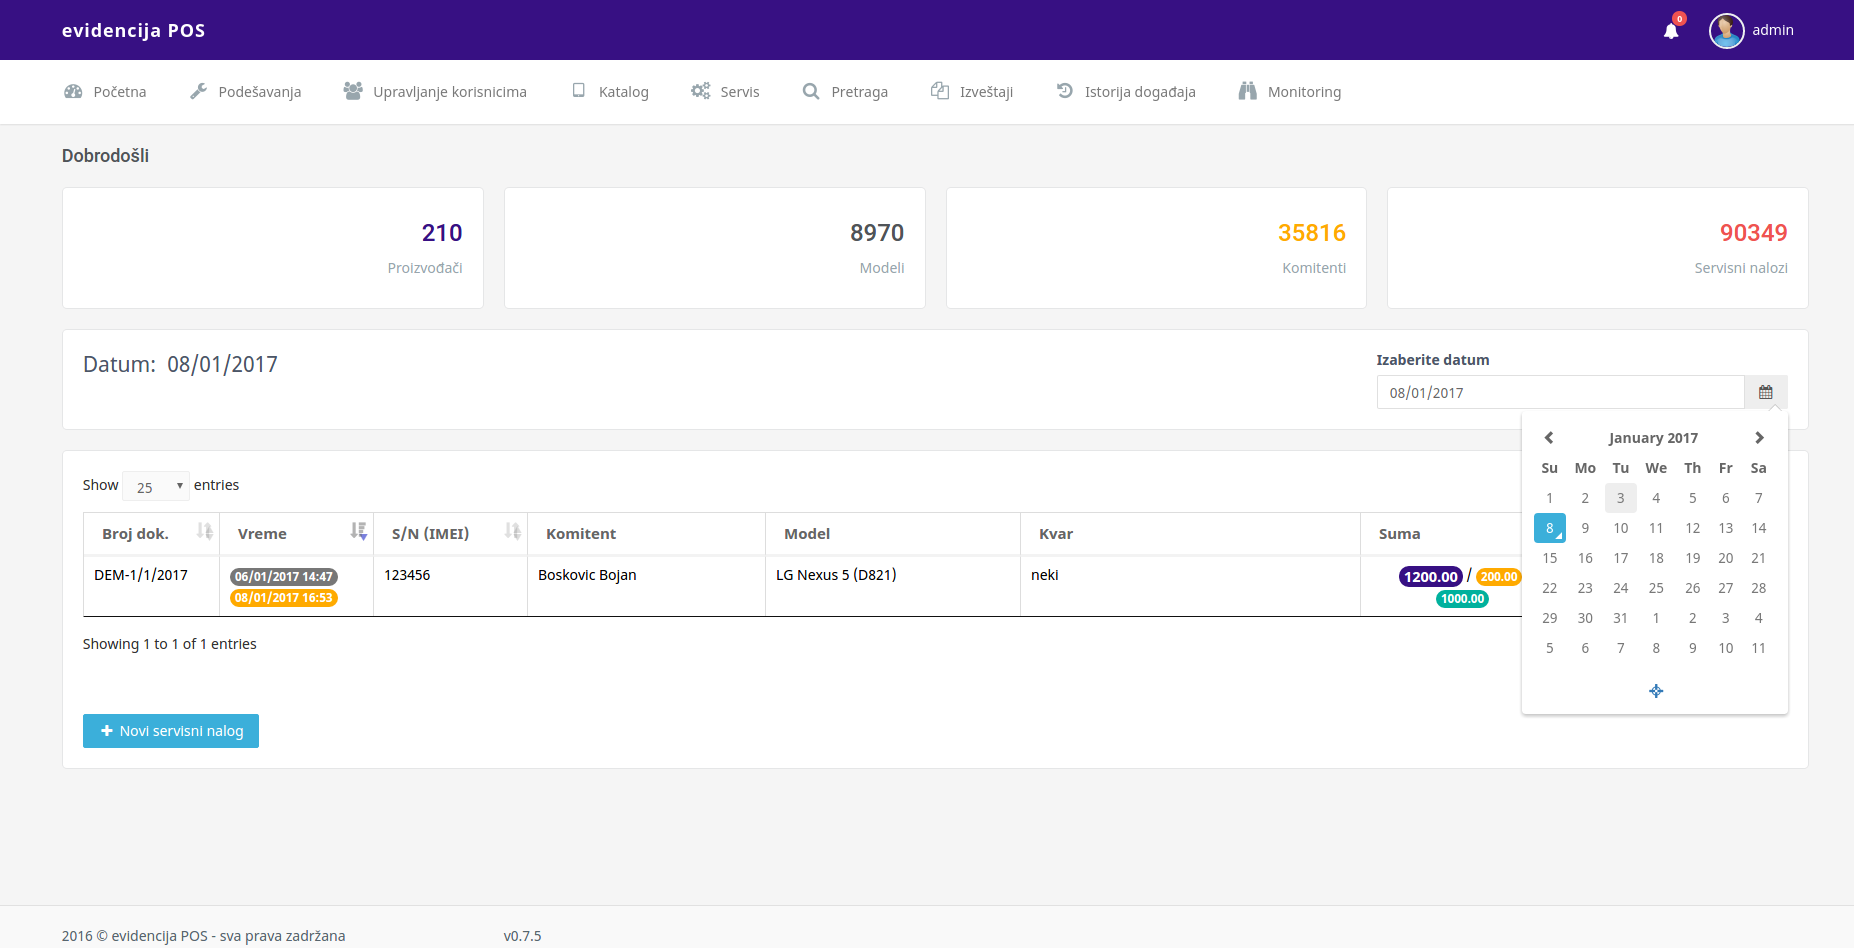 evidencija POS
0
admin
Početna Podešavanja Upravljanje korisnicima Katalog Servis Pretraga Izveštaji Istorija događaja Monitoring
Dobrodošli
210
Proizvođači
8970
Modeli
35816
Komitenti
90349
Servisni nalozi
Datum: 08/01/2017
Izaberite datum
08/01/2017
January 2017
Su Mo Tu We Th Fr Sa
1 2 3 4 5 6 7
8 9 10 11 12 13 14
15 16 17 18 19 20 21
22 23 24 25 26 27 28
29 30 31 1 2 3 4
5 6 7 8 9 10 11
Show 25 entries
Broj dok. Vreme S/N (IMEI) Komitent Model Kvar Suma
DEM-1/1/2017 06/01/2017 14:47 123456 Boskovic Bojan LG Nexus 5 (D821) neki 1200.00 / 200.00
08/01/2017 16:53 1000.00
Showing 1 to 1 of 1 entries
Novi servisni nalog
2016 © evidencija POS - sva prava zadržana v0.7.5